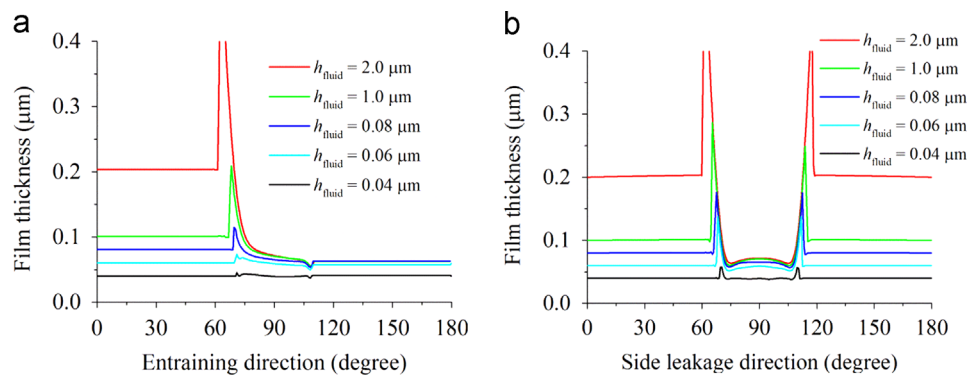 a
0.4
0.3
0.2
0.1
0.0
Film thickness (μm)
h_fluid = 2.0 μm
h_fluid = 1.0 μm
h_fluid = 0.08 μm
h_fluid = 0.06 μm
h_fluid = 0.04 μm
0 30 60 90 120 150 180
Entraining direction (degree)
b
0.4
0.3
0.2
0.1
0.0
Film thickness (μm)
h_fluid = 2.0 μm
h_fluid = 1.0 μm
h_fluid = 0.08 μm
h_fluid = 0.06 μm
h_fluid = 0.04 μm
0 30 60 90 120 150 180
Side leakage direction (degree)